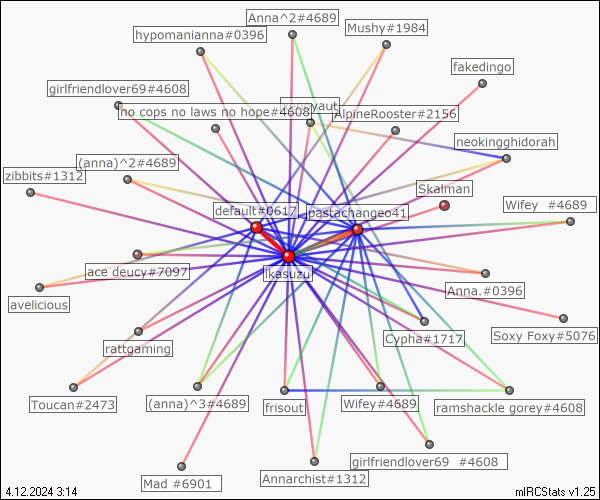 Anna^2#4689
hypomanianna#0396
Mushy#1984
fakedingo
girlfriendlover69#4608
no cops no laws no hope#4608
AlpineRooster#2156
neokingghidorah
(anna)^2#4689
zibbits#1312
Skalman
Wifey #4689
default#0617
pastachangeo41
ace deucy#7097
ikasuzu
Anna.#0396
avelicious
Soxy Foxy#5076
Cypha#1717
rattgaming
Toucan#2473
(anna)^3#4689
frisout
Wifey#4689
ramshackle gorey#4608
girlfriendlover69 #4608
Mad #6901
Annarchist#1312
4.12.2024 3:14
mIRCStats v1.25